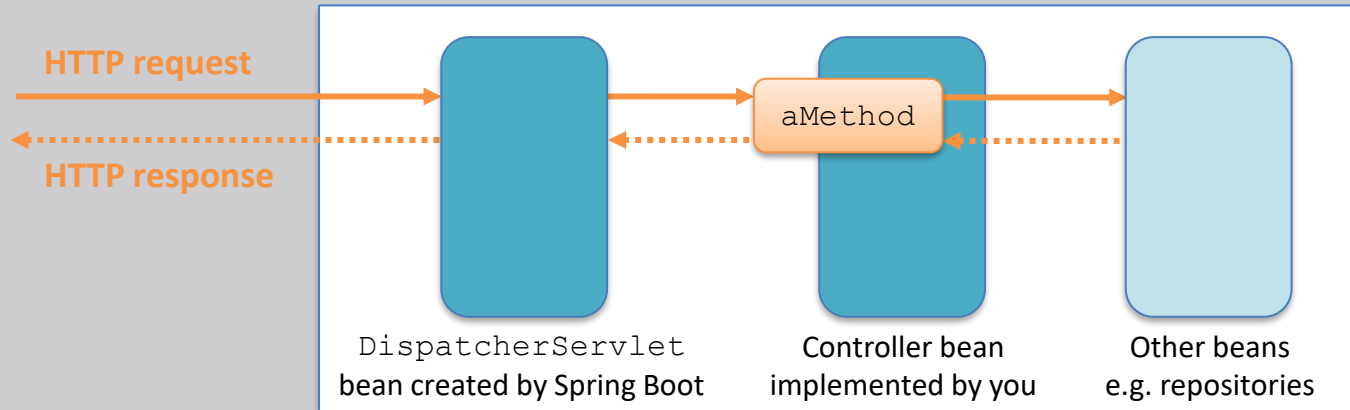 HTTP request
HTTP response
aMethod
DispatcherServlet
bean created by Spring Boot
Controller bean
implemented by you
Other beans
e.g. repositories